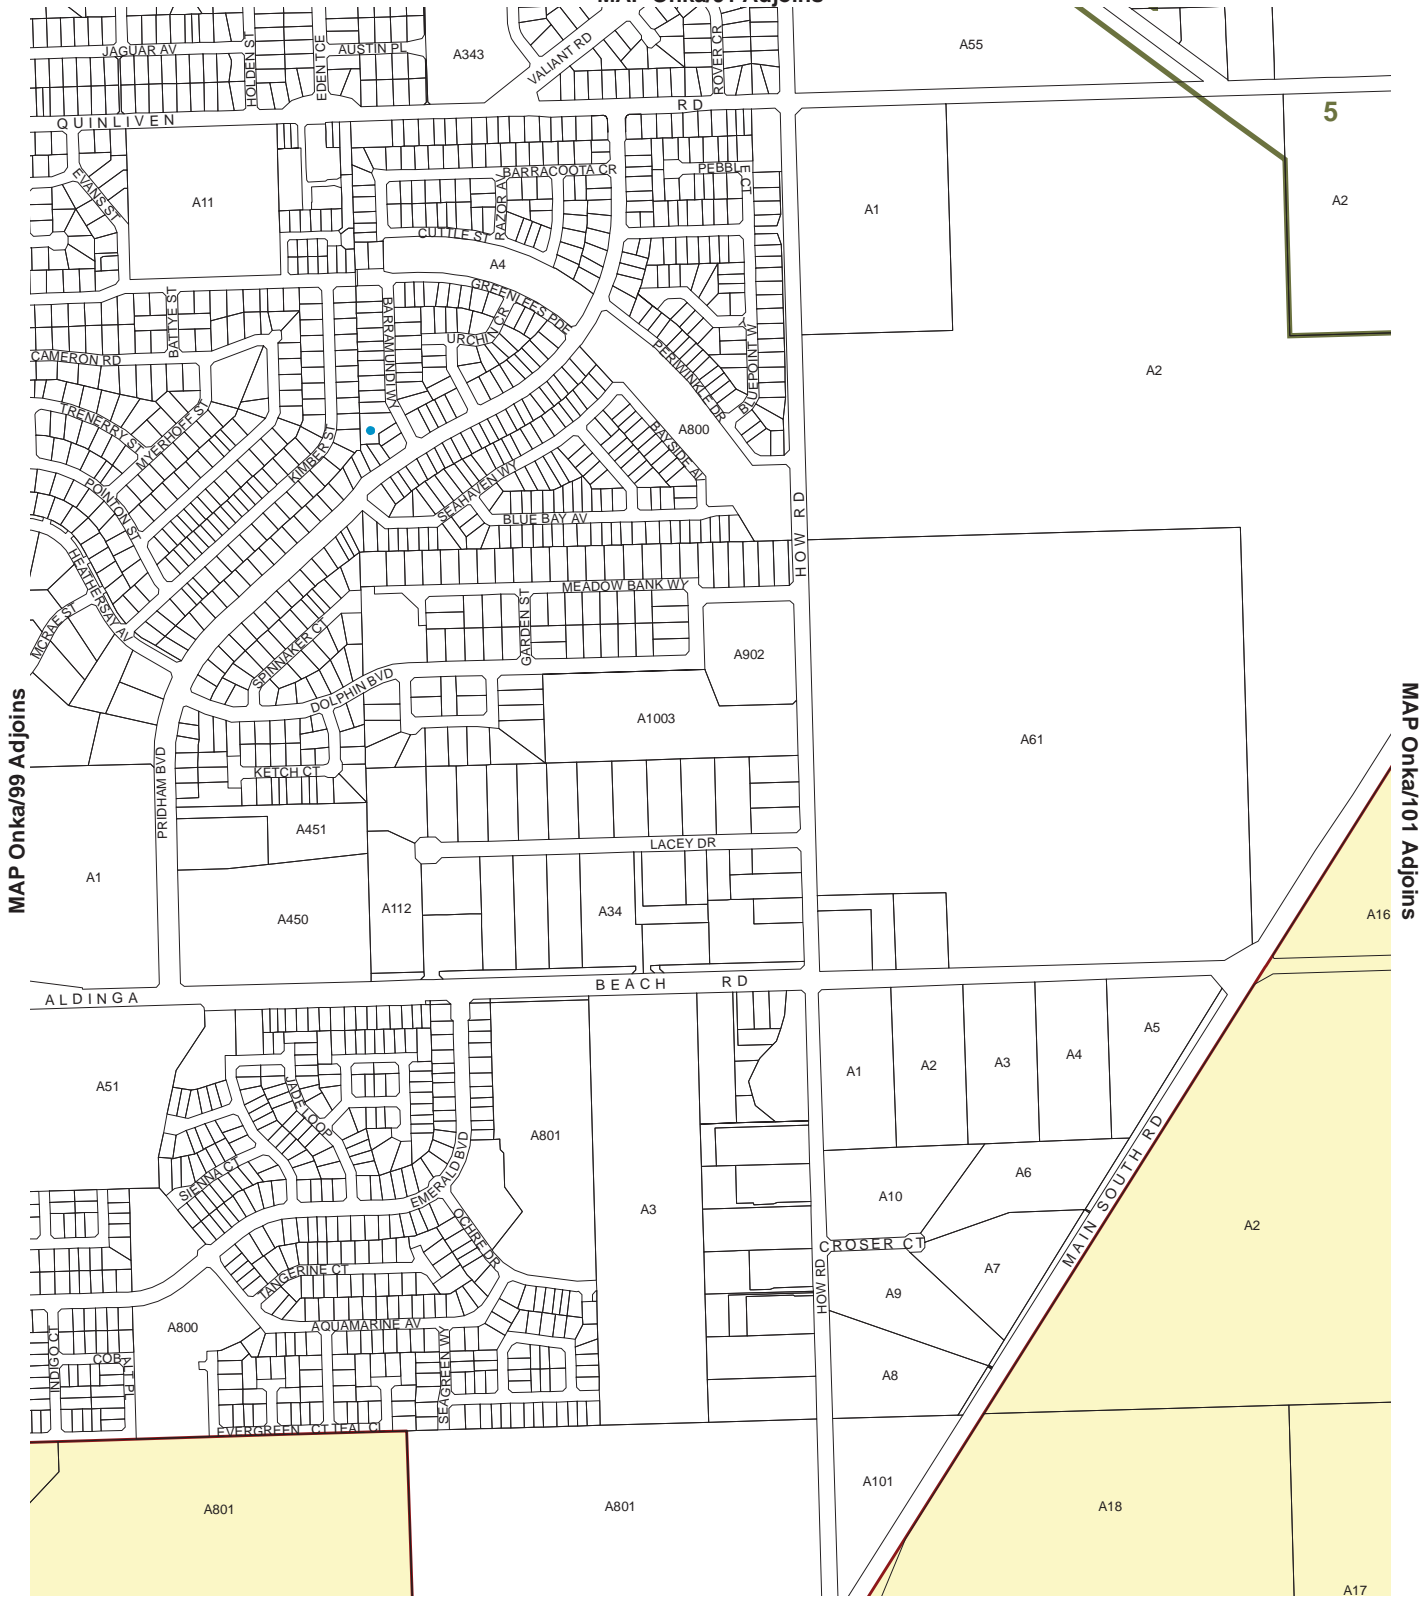 MAP Onka/91 Adjoins
JAGUAR AV
HOLDEN ST
EDEN TCE
AUSTIN PL
A343
VALIANT RD
ROVER CR
A55
QUINLIVEN
RD
5
EVANS ST
A11
BARRACOOTA CR
RAZOR AV
PEBBLE CT
A1
A2
CUTTLE ST
A4
GREENLEES PDE
BATTYE ST
BARRAMUNDI WY
URCHIN CR
CAMERON RD
PERIWINKLE DR
BLUEPOINT WY
A2
TRENERRY ST
MYERHOFF ST
KIMBER ST
A800
BAYSIDE AV
POINTON ST
SEAHAVEN WY
BLUE BAY AV
HOW RD
HEATHERSAY AV
MEADOW BANK WY
MCRAE ST
GARDEN ST
SPINNAKER CT
A902
DOLPHIN BVD
MAP Onka/99 Adjoins
A1003
A61
MAP Onka/101 Adjoins
PRIDHAM BVD
KETCH CT
A451
LACEY DR
A1
A450
A112
A34
A16
ALDINGA
BEACH RD
A51
JADE LOOP
A801
A1
A2
A3
A4
A5
SIENNA CT
EMERALD BVD
A3
A10
A6
MAIN SOUTH RD
A2
OCHRE DR
CROSER CT
TANGERINE CT
HOW RD
A7
A9
A800
AQUAMARINE AV
INDIGO CT
COBALT PL
SEAGREEN WY
A8
EVERGREEN CT
TEAL CL
A801
A801
A101
A18
A17